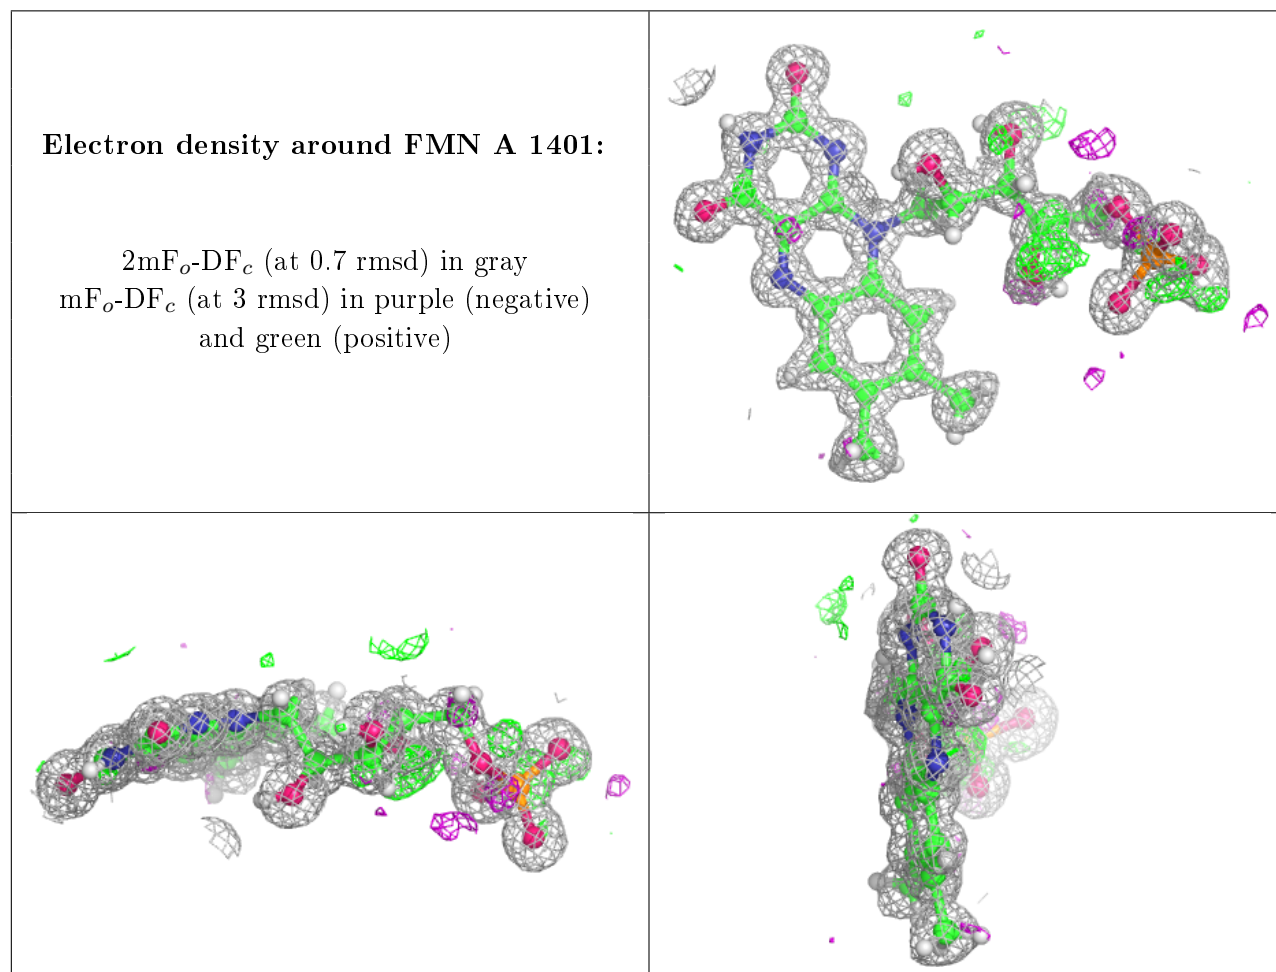 Electron density around FMN A 1401:
2mFo-DFc (at 0.7 rmsd) in gray
mFo-DFc (at 3 rmsd) in purple (negative)
and green (positive)